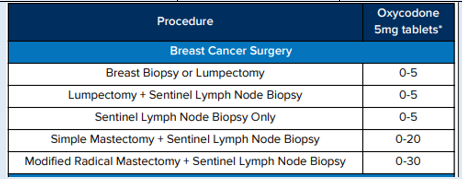 Procedure
Oxycodone
5mg tablets*
Breast Cancer Surgery
Breast Biopsy or Lumpectomy 0-5
Lumpectomy + Sentinel Lymph Node Biopsy 0-5
Sentinel Lymph Node Biopsy Only 0-5
Simple Mastectomy + Sentinel Lymph Node Biopsy 0-20
Modified Radical Mastectomy + Sentinel Lymph Node Biopsy 0-30